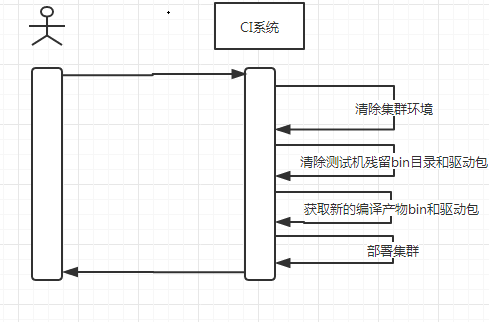 CI系统
清除集群环境
清除测试机残留bin目录和驱动包
获取新的编译产物bin和驱动包
部署集群